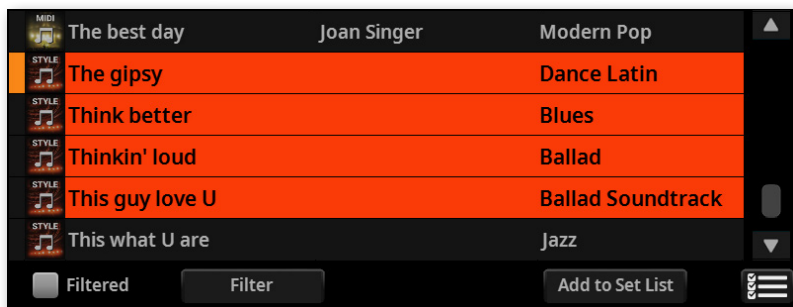 MIDI The best day Joan Singer Modern Pop
STYLE The gipsy Dance Latin
STYLE Think better Blues
STYLE Thinkin' loud Ballad
STYLE This guy love U Ballad Soundtrack
STYLE This what U are Jazz
Filtered Filter Add to Set List